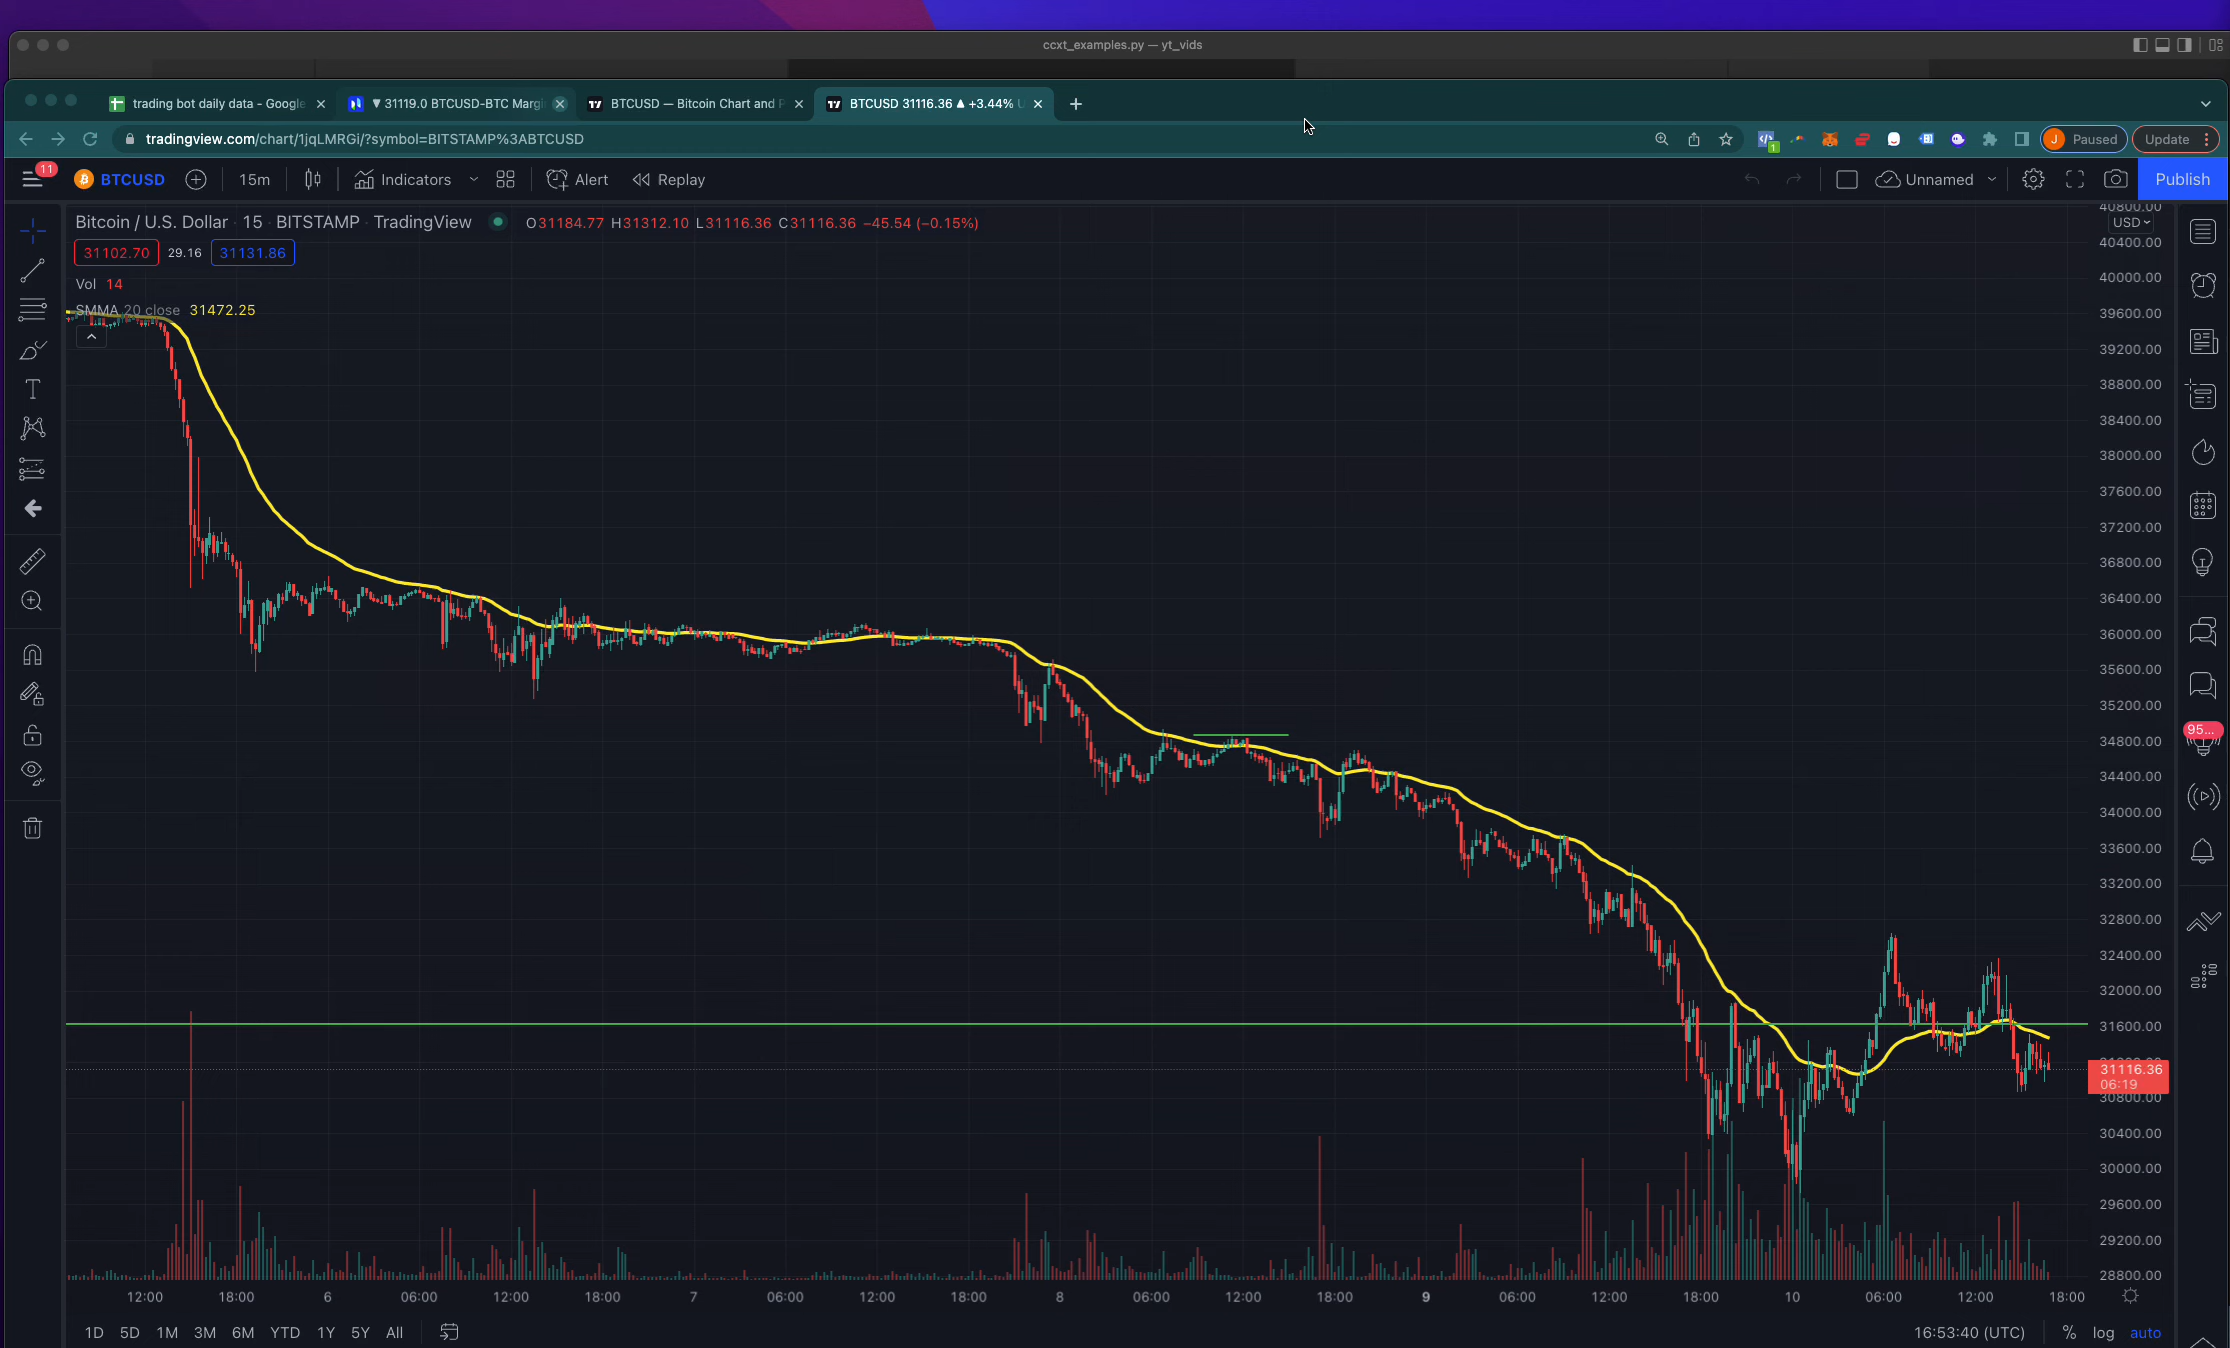 ccxt_examples.py — yt_vids
trading bot daily data - Google
▼ 31119.0 BTCUSD-BTC Margi
BTCUSD — Bitcoin Chart and P
BTCUSD 31116.36 ▲ +3.44% U
tradingview.com/chart/1jqLMRGi/?symbol=BITSTAMP%3ABTCUSD
1
J Paused
Update
11
BTCUSD
15m
Indicators
Alert
Replay
Unnamed
Publish
Bitcoin / U.S. Dollar · 15 · BITSTAMP · TradingView
O31184.77 H31312.10 L31116.36 C31116.36 −45.54 (−0.15%)
31102.70 29.16 31131.86
Vol 14
SMMA 20 close 31472.25
40800.00
USD
40400.00
40000.00
39600.00
39200.00
38800.00
38400.00
38000.00
37600.00
37200.00
36800.00
36400.00
36000.00
35600.00
35200.00
34800.00
34400.00
34000.00
33600.00
33200.00
32800.00
32400.00
32000.00
31600.00
31116.36
06:19
30800.00
30400.00
30000.00
29600.00
29200.00
28800.00
95...
12:00 18:00 6 06:00 12:00 18:00 7 06:00 12:00 18:00 8 06:00 12:00 18:00 9 06:00 12:00 18:00 10 06:00 12:00 18:00
1D 5D 1M 3M 6M YTD 1Y 5Y All
16:53:40 (UTC) % log auto